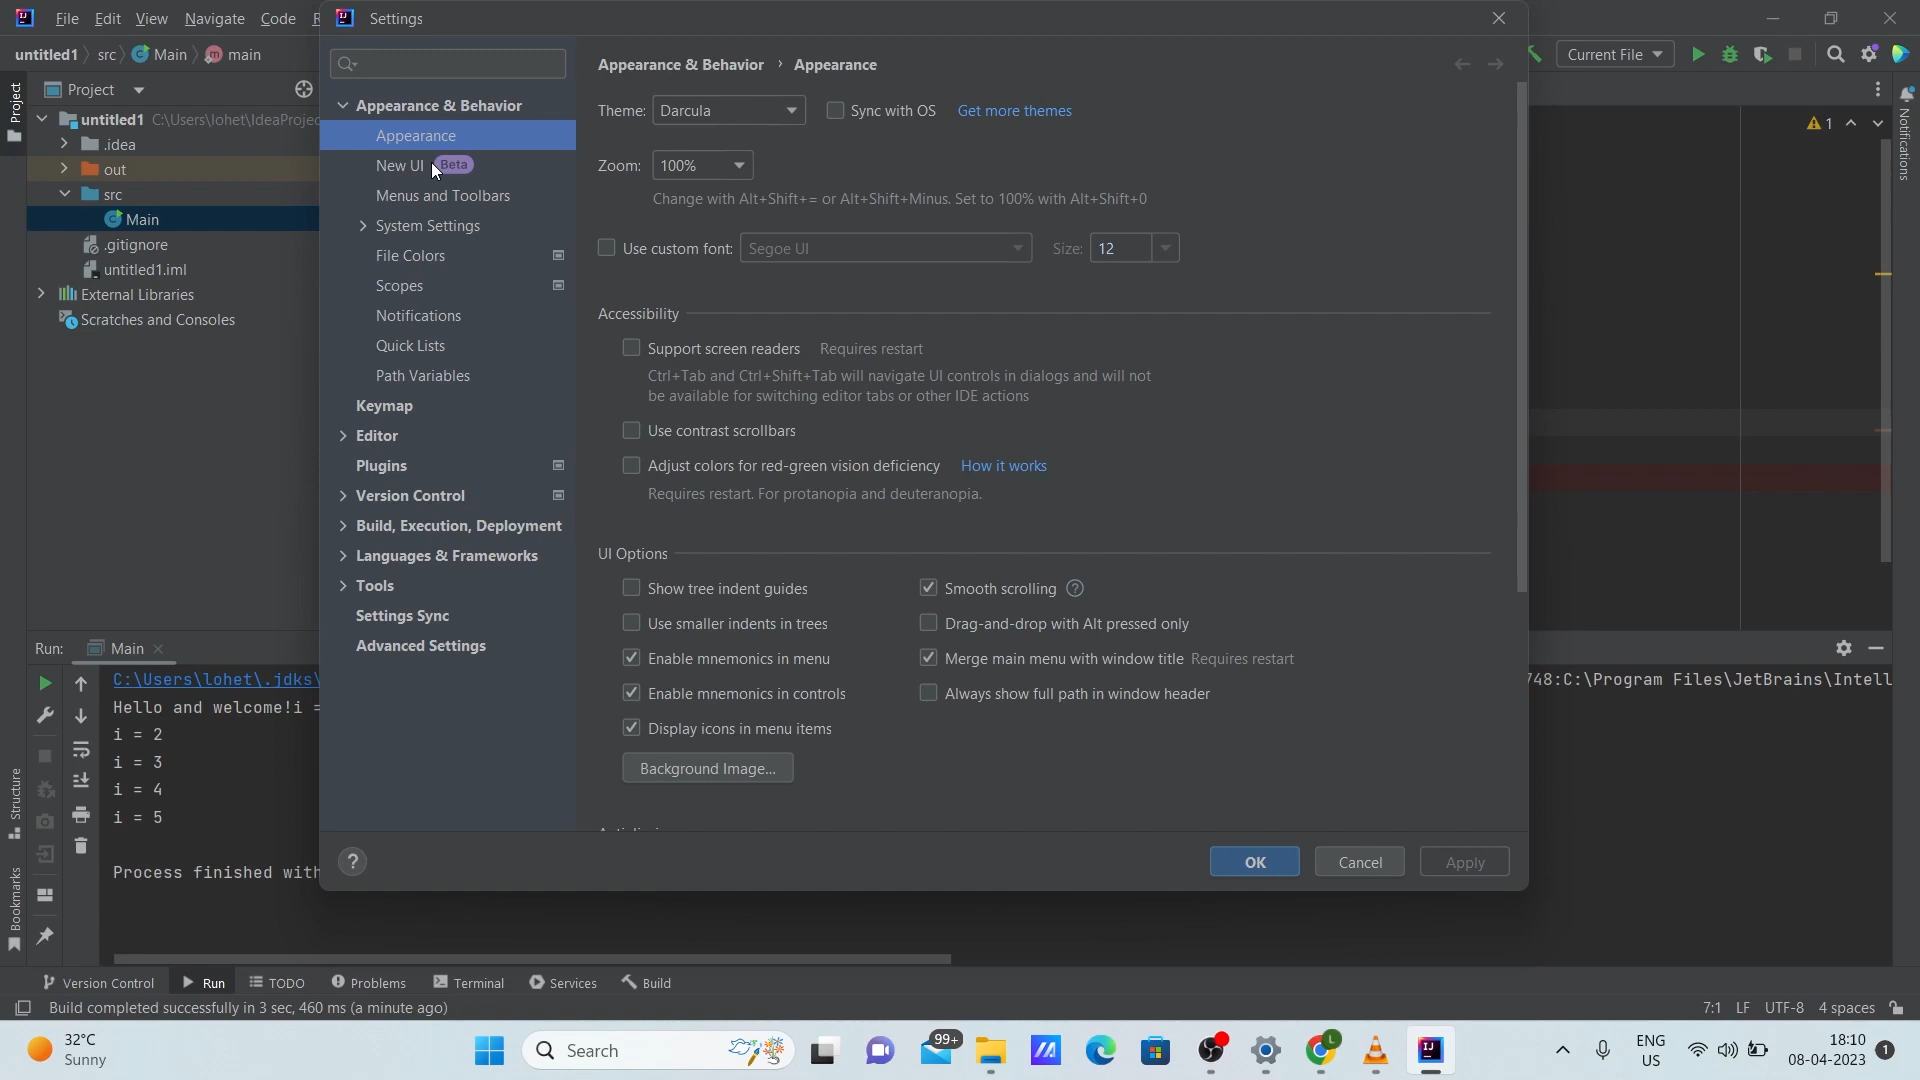 File Edit View Navigate Code R
Settings
untitled1 src Main main
Current File
Project
Project
untitled1 C:\Users\lohet\IdeaProjec
.idea
out
src
Main
.gitignore
untitled1.iml
External Libraries
Scratches and Consoles
Appearance & Behavior
Appearance
New UI Beta
Menus and Toolbars
System Settings
File Colors
Scopes
Notifications
Quick Lists
Path Variables
Keymap
Editor
Plugins
Version Control
Build, Execution, Deployment
Languages & Frameworks
Tools
Settings Sync
Advanced Settings
Appearance & Behavior › Appearance
Theme: Darcula Sync with OS Get more themes
Zoom: 100%
Change with Alt+Shift+= or Alt+Shift+Minus. Set to 100% with Alt+Shift+0
Use custom font: Segoe UI Size: 12
Accessibility
Support screen readers Requires restart
Ctrl+Tab and Ctrl+Shift+Tab will navigate UI controls in dialogs and will not
be available for switching editor tabs or other IDE actions
Use contrast scrollbars
Adjust colors for red-green vision deficiency How it works
Requires restart. For protanopia and deuteranopia.
UI Options
Show tree indent guides Smooth scrolling ?
Use smaller indents in trees Drag-and-drop with Alt pressed only
Enable mnemonics in menu Merge main menu with window title Requires restart
Enable mnemonics in controls Always show full path in window header
Display icons in menu items
Background Image...
? OK Cancel Apply
1
Notifications
Run: Main
C:\Users\lohet\.jdks\
748:C:\Program Files\JetBrains\Intell
Hello and welcome!i =
i = 2
i = 3
i = 4
i = 5
Process finished with
Structure
Bookmarks
Version Control Run TODO Problems Terminal Services Build
Build completed successfully in 3 sec, 460 ms (a minute ago)
7:1 LF UTF-8 4 spaces
32°C
Sunny
Search
99+
L
ENG
US
18:10
08-04-2023
1